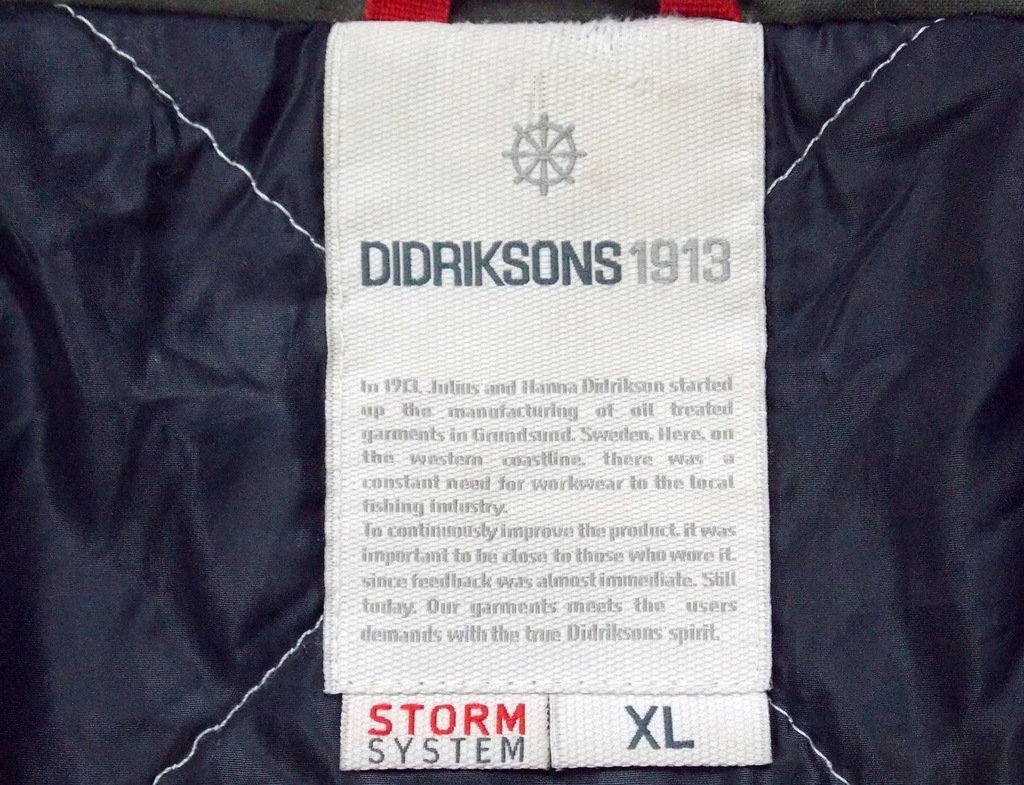 DIDRIKSONS 1913
In 1913, Julius and Hanna Didrikson started
up the manufacturing of oil treated
garments in Grundsund, Sweden. Here, on
the western coastline, there was a
constant need for workwear to the local
fishing industry.
To continuously improve the product, it was
important to be close to those who wore it,
since feedback was almost immediate. Still
today, Our garments meets the users
demands with the true Didriksons spirit.
STORM
SYSTEM
XL